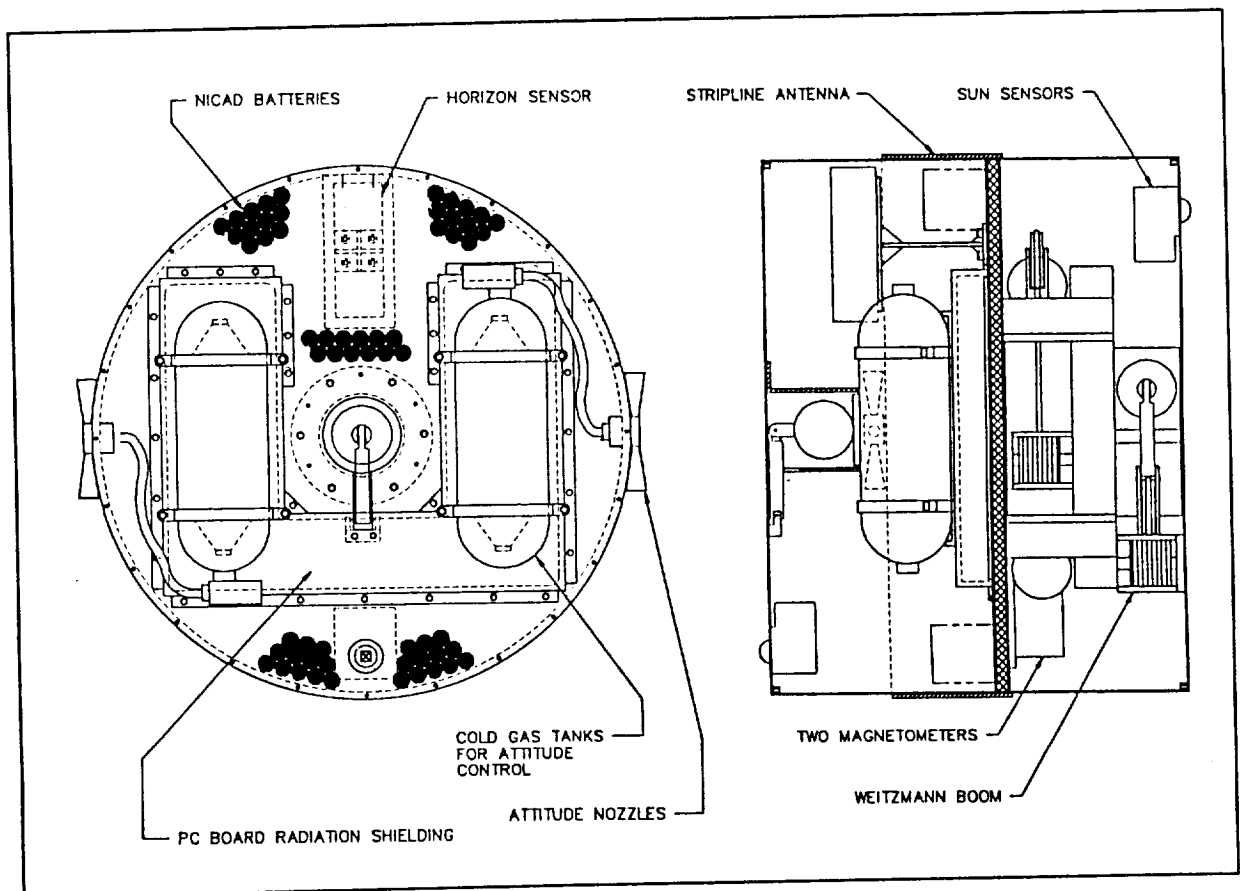 NICAD BATTERIES
HORIZON SENSOR
STRIPLINE ANTENNA
SUN SENSORS
COLD GAS TANKS
FOR ATTITUDE
CONTROL
TWO MAGNETOMETERS
WEITZMANN BOOM
ATTITUDE NOZZLES
PC BOARD RADIATION SHIELDING